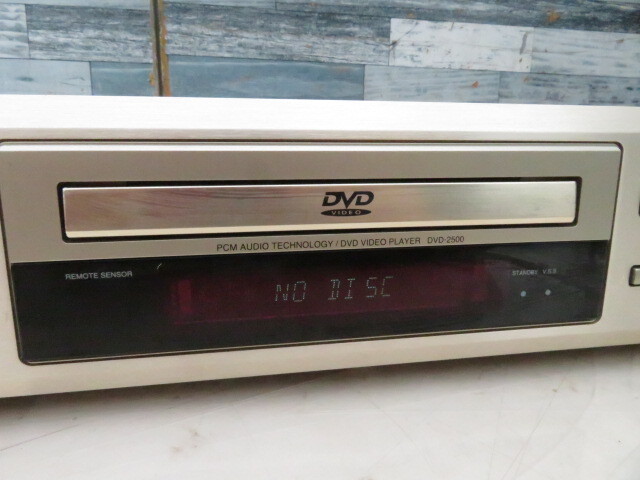 DVD
VIDEO
PCM AUDIO TECHNOLOGY / DVD VIDEO PLAYER DVD-2500
REMOTE SENSOR
STANDBY V.S.S
NO DISC